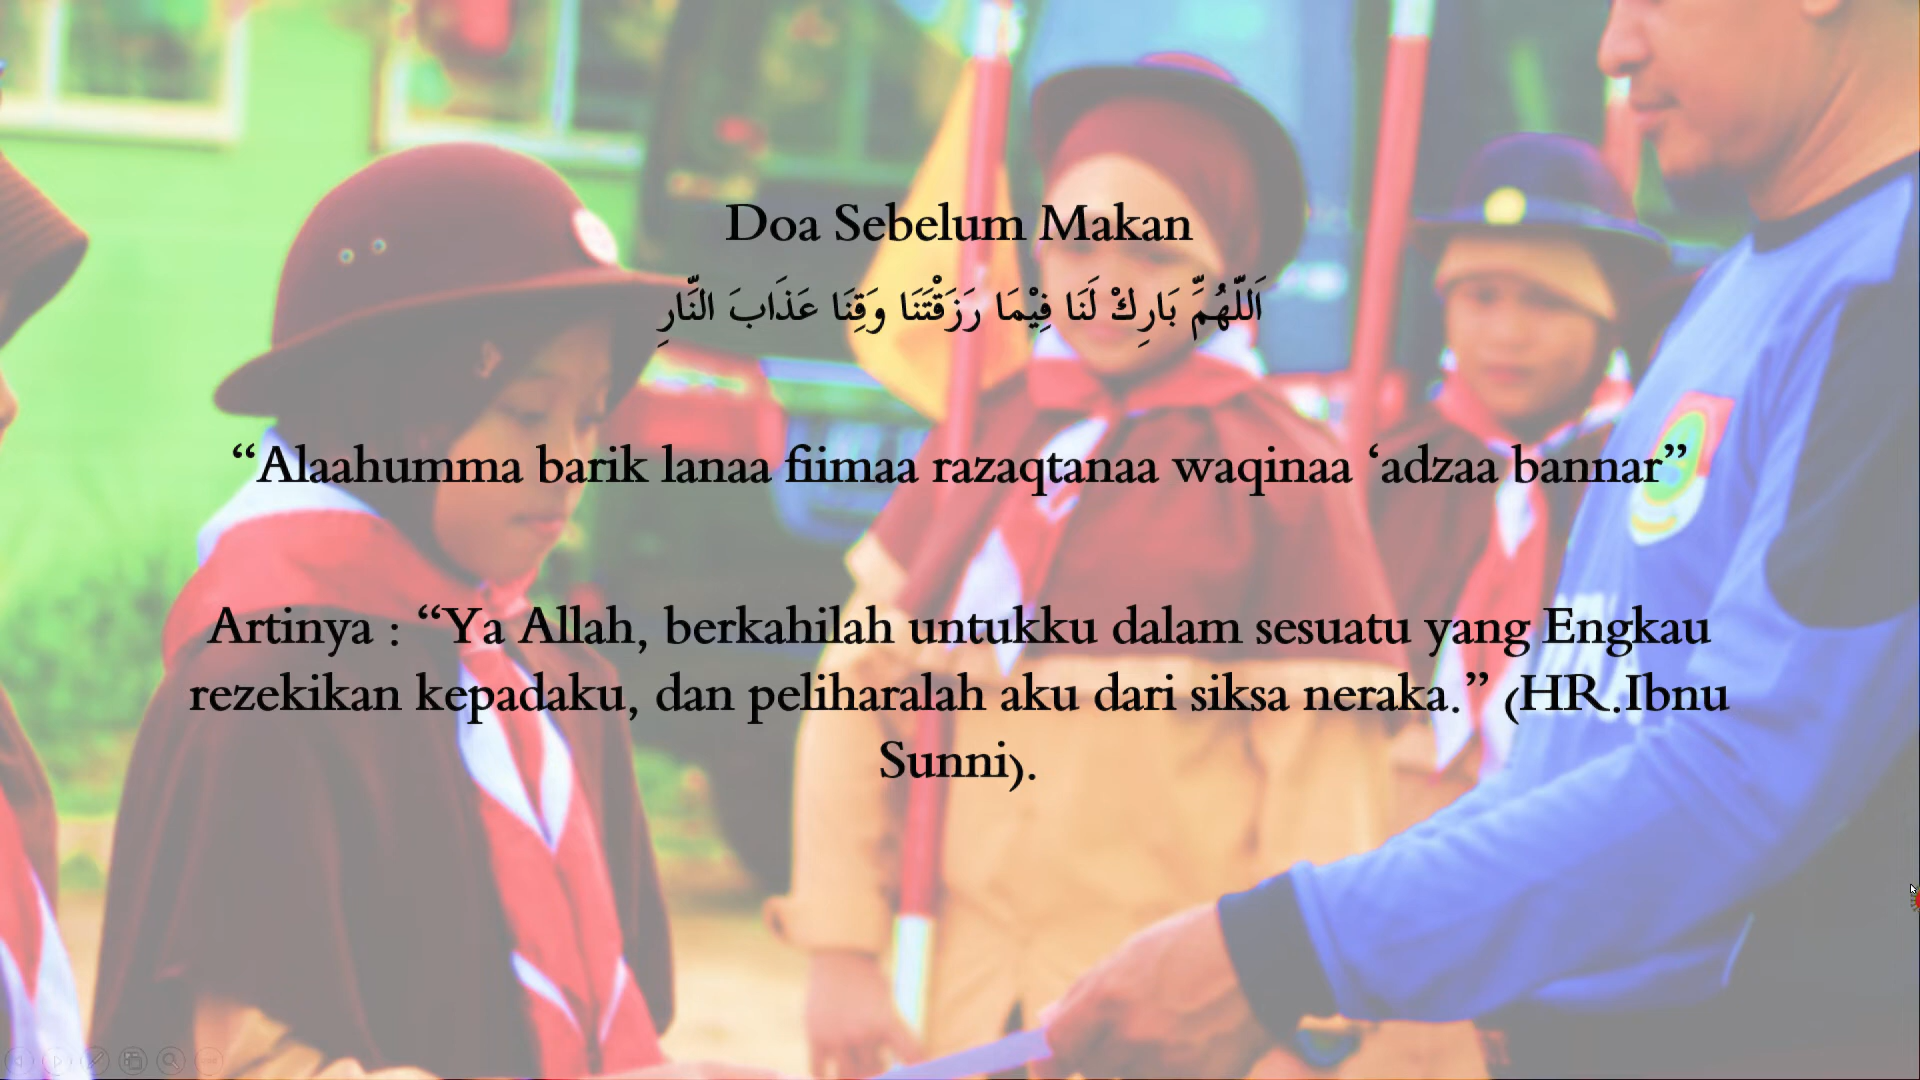 Doa Sebelum Makan
اَللّهُمِّ بَارِكْ لَنَا فِيْمَا رَزَقْتَنَا وَقِنَا عَذَابَ النَّارِ
“Alaahumma barik lanaa fiimaa razaqtanaa waqinaa ‘adzaa bannar”
Artinya : “Ya Allah, berkahilah untukku dalam sesuatu yang Engkau
rezekikan kepadaku, dan peliharalah aku dari siksa neraka.” (HR.Ibnu
Sunni).